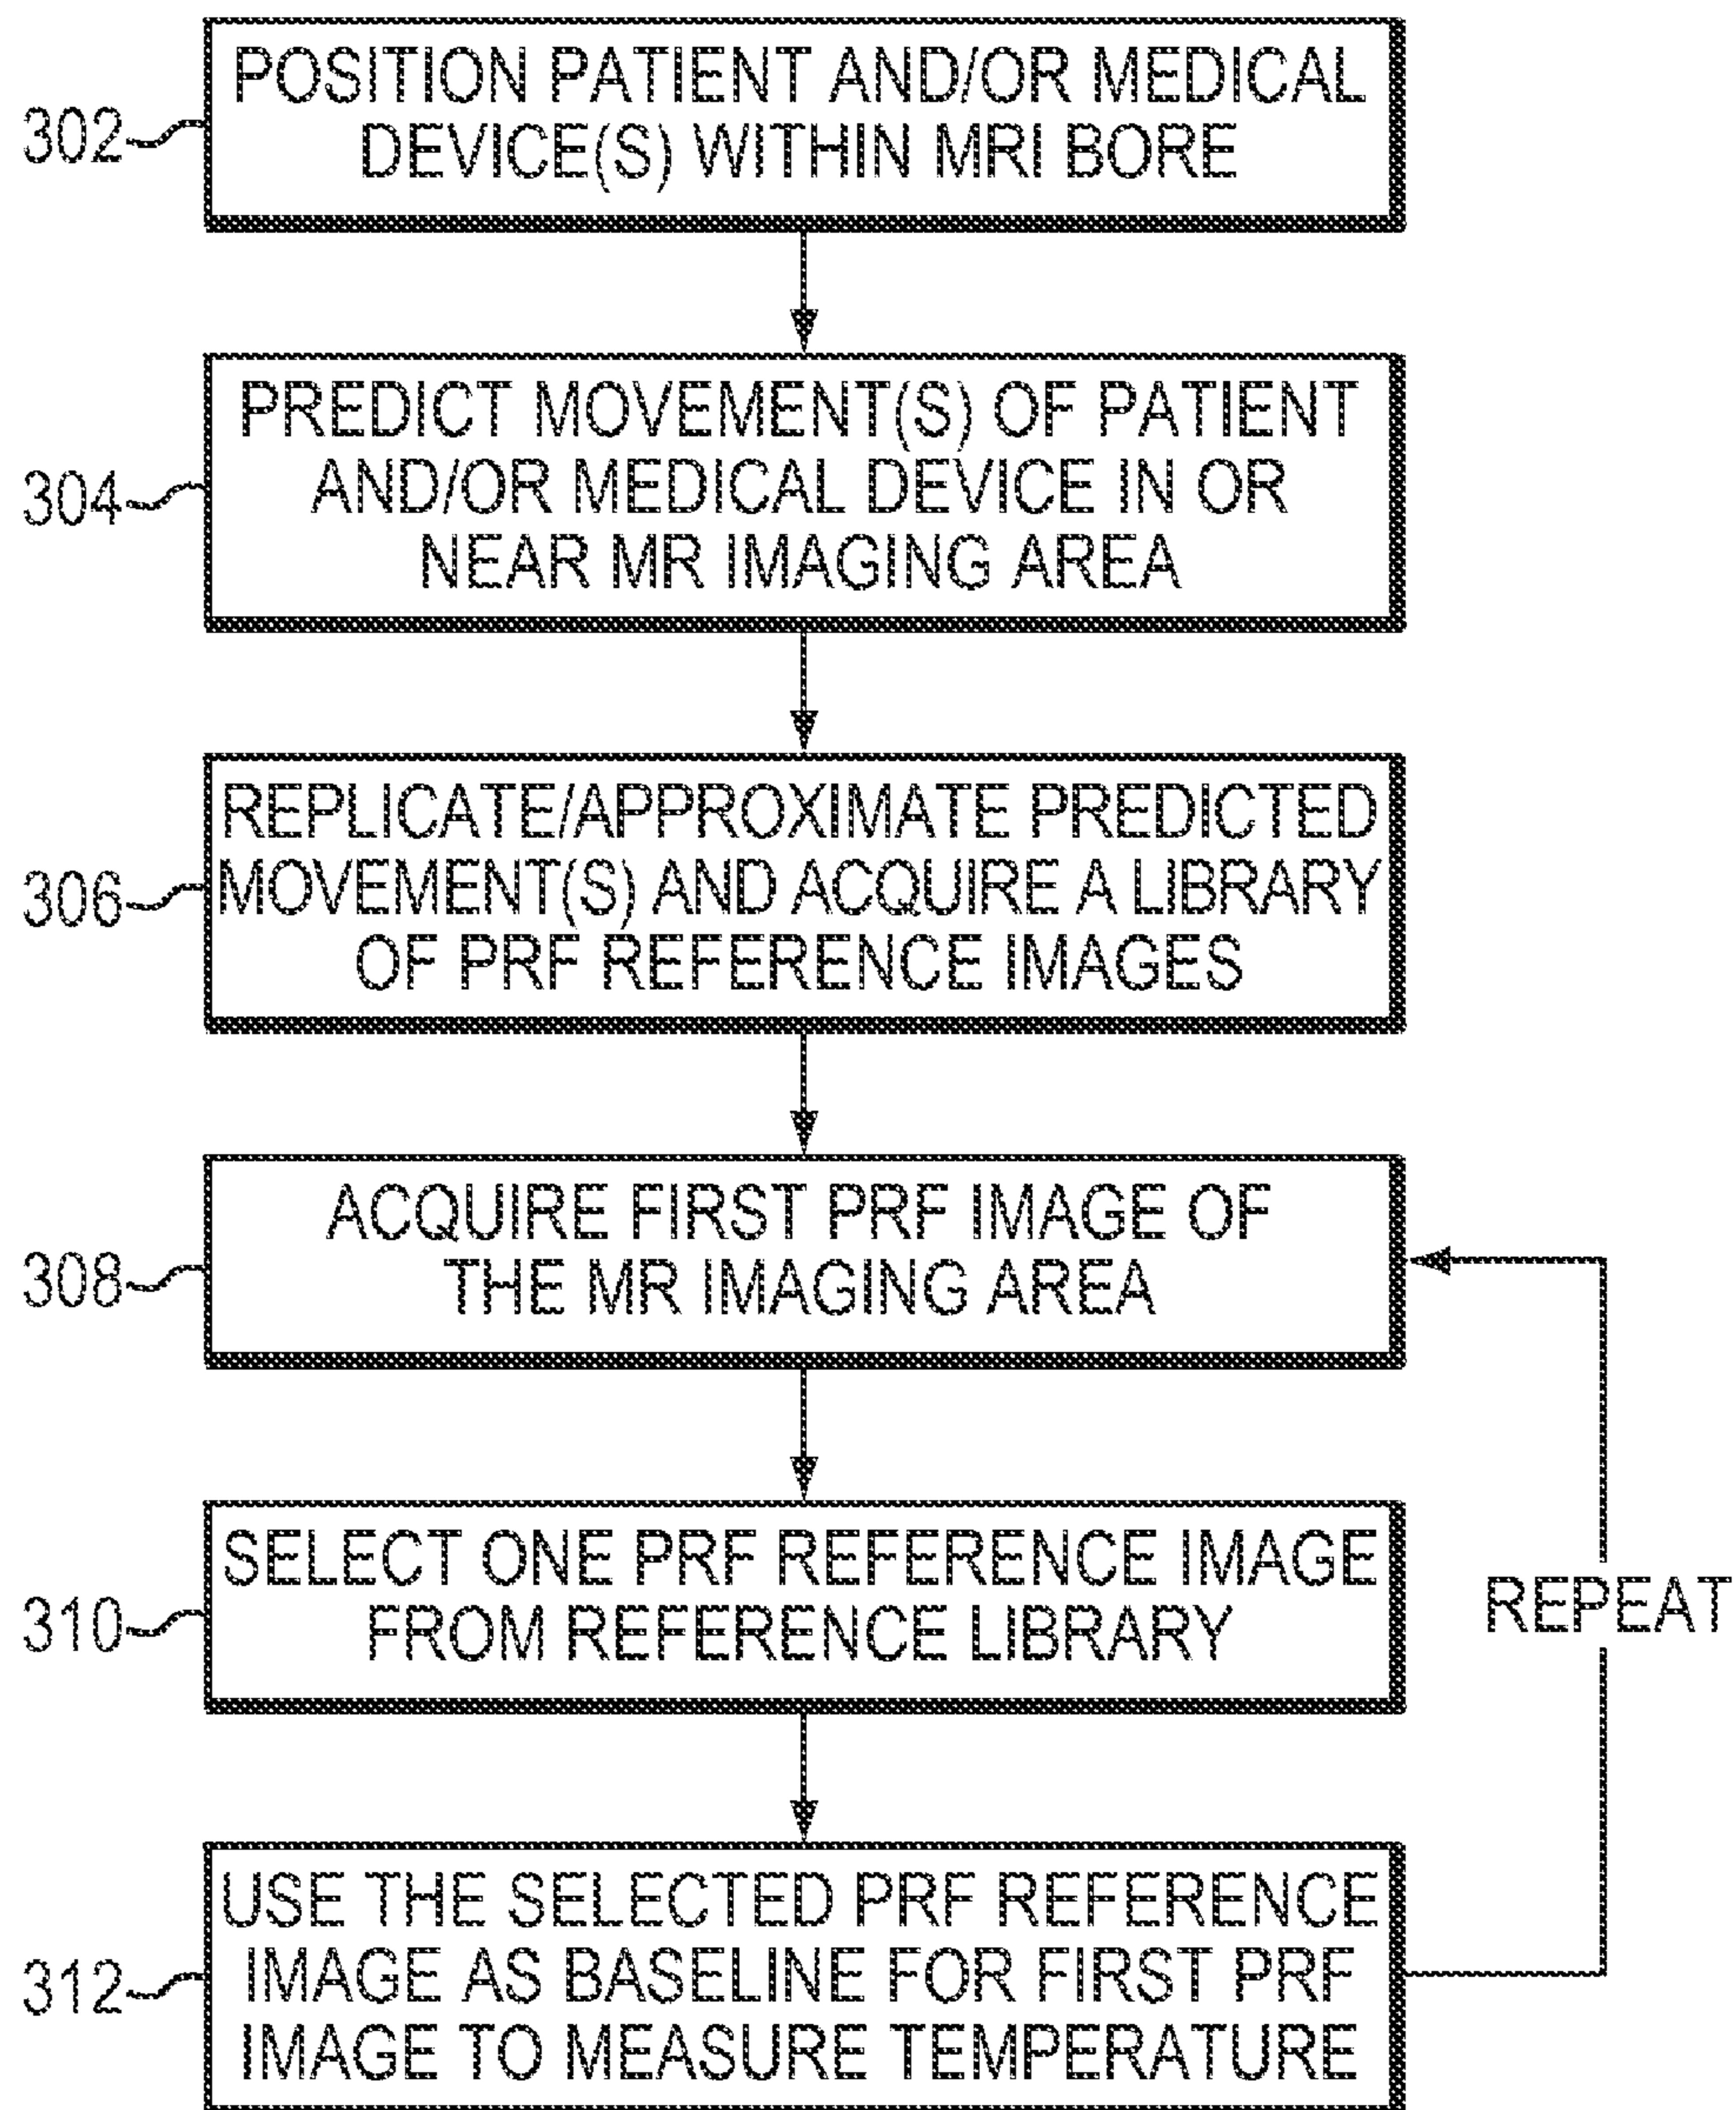 302
POSITION PATIENT AND/OR MEDICAL
DEVICE(S) WITHIN MRI BORE
304
PREDICT MOVEMENT(S) OF PATIENT
AND/OR MEDICAL DEVICE IN OR
NEAR MR IMAGING AREA
306
REPLICATE/APPROXIMATE PREDICTED
MOVEMENT(S) AND ACQUIRE A LIBRARY
OF PRF REFERENCE IMAGES
308
ACQUIRE FIRST PRF IMAGE OF
THE MR IMAGING AREA
310
SELECT ONE PRF REFERENCE IMAGE
FROM REFERENCE LIBRARY
REPEAT
312
USE THE SELECTED PRF REFERENCE
IMAGE AS BASELINE FOR FIRST PRF
IMAGE TO MEASURE TEMPERATURE